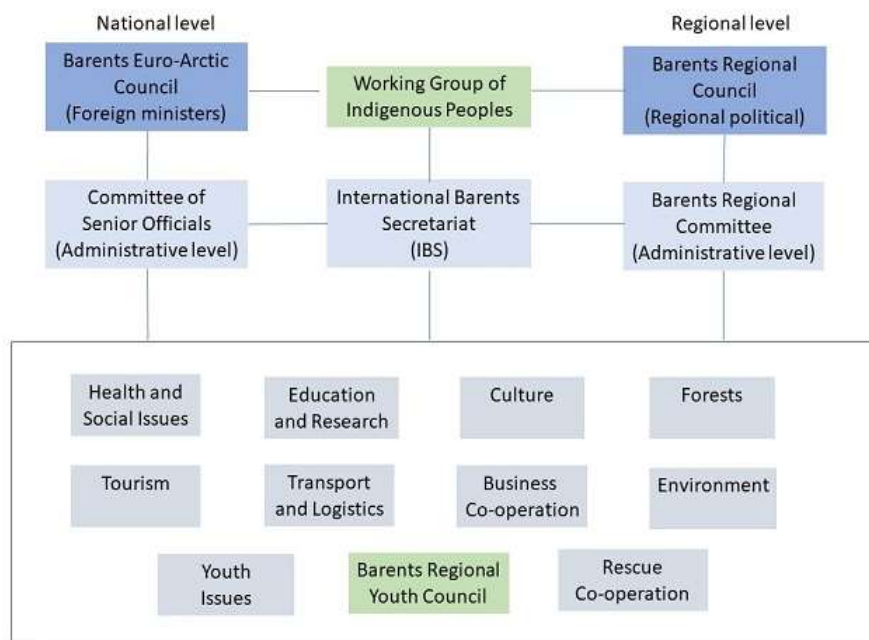 National level
Regional level
Barents Euro-Arctic
Council
(Foreign ministers)
Working Group of
Indigenous Peoples
Barents Regional
Council
(Regional political)
Committee of
Senior Officials
(Administrative level)
International Barents
Secretariat
(IBS)
Barents Regional
Committee
(Administrative level)
Health and
Social Issues
Education
and Research
Culture
Forests
Tourism
Transport
and Logistics
Business
Co-operation
Environment
Youth
Issues
Barents Regional
Youth Council
Rescue
Co-operation